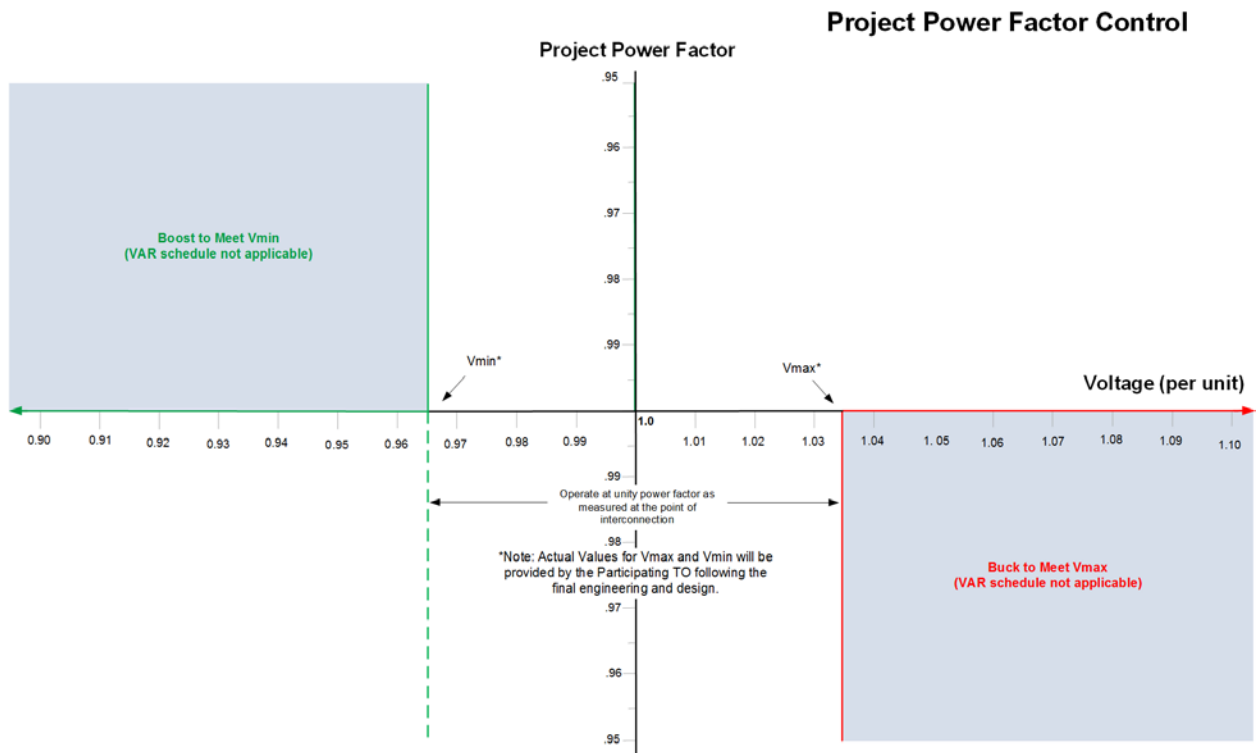 Project Power Factor Control
Project Power Factor
.95
.96
.97
.98
.99
Boost to Meet Vmin
(VAR schedule not applicable)
Vmin*
Vmax*
Voltage (per unit)
0.90
0.91
0.92
0.93
0.94
0.95
0.96
0.97
0.98
0.99
1.0
1.01
1.02
1.03
1.04
1. 05
1.06
1.07
1.08
1.09
1.10
.99
Operate at unity power factor as
measured at the point of
interconnection
.98
*Note: Actual Values for Vmax and Vmin will be
provided by the Participating TO following the
final engineering and design.
Buck to Meet Vmax
(VAR schedule not applicable)
.97
.96
.95